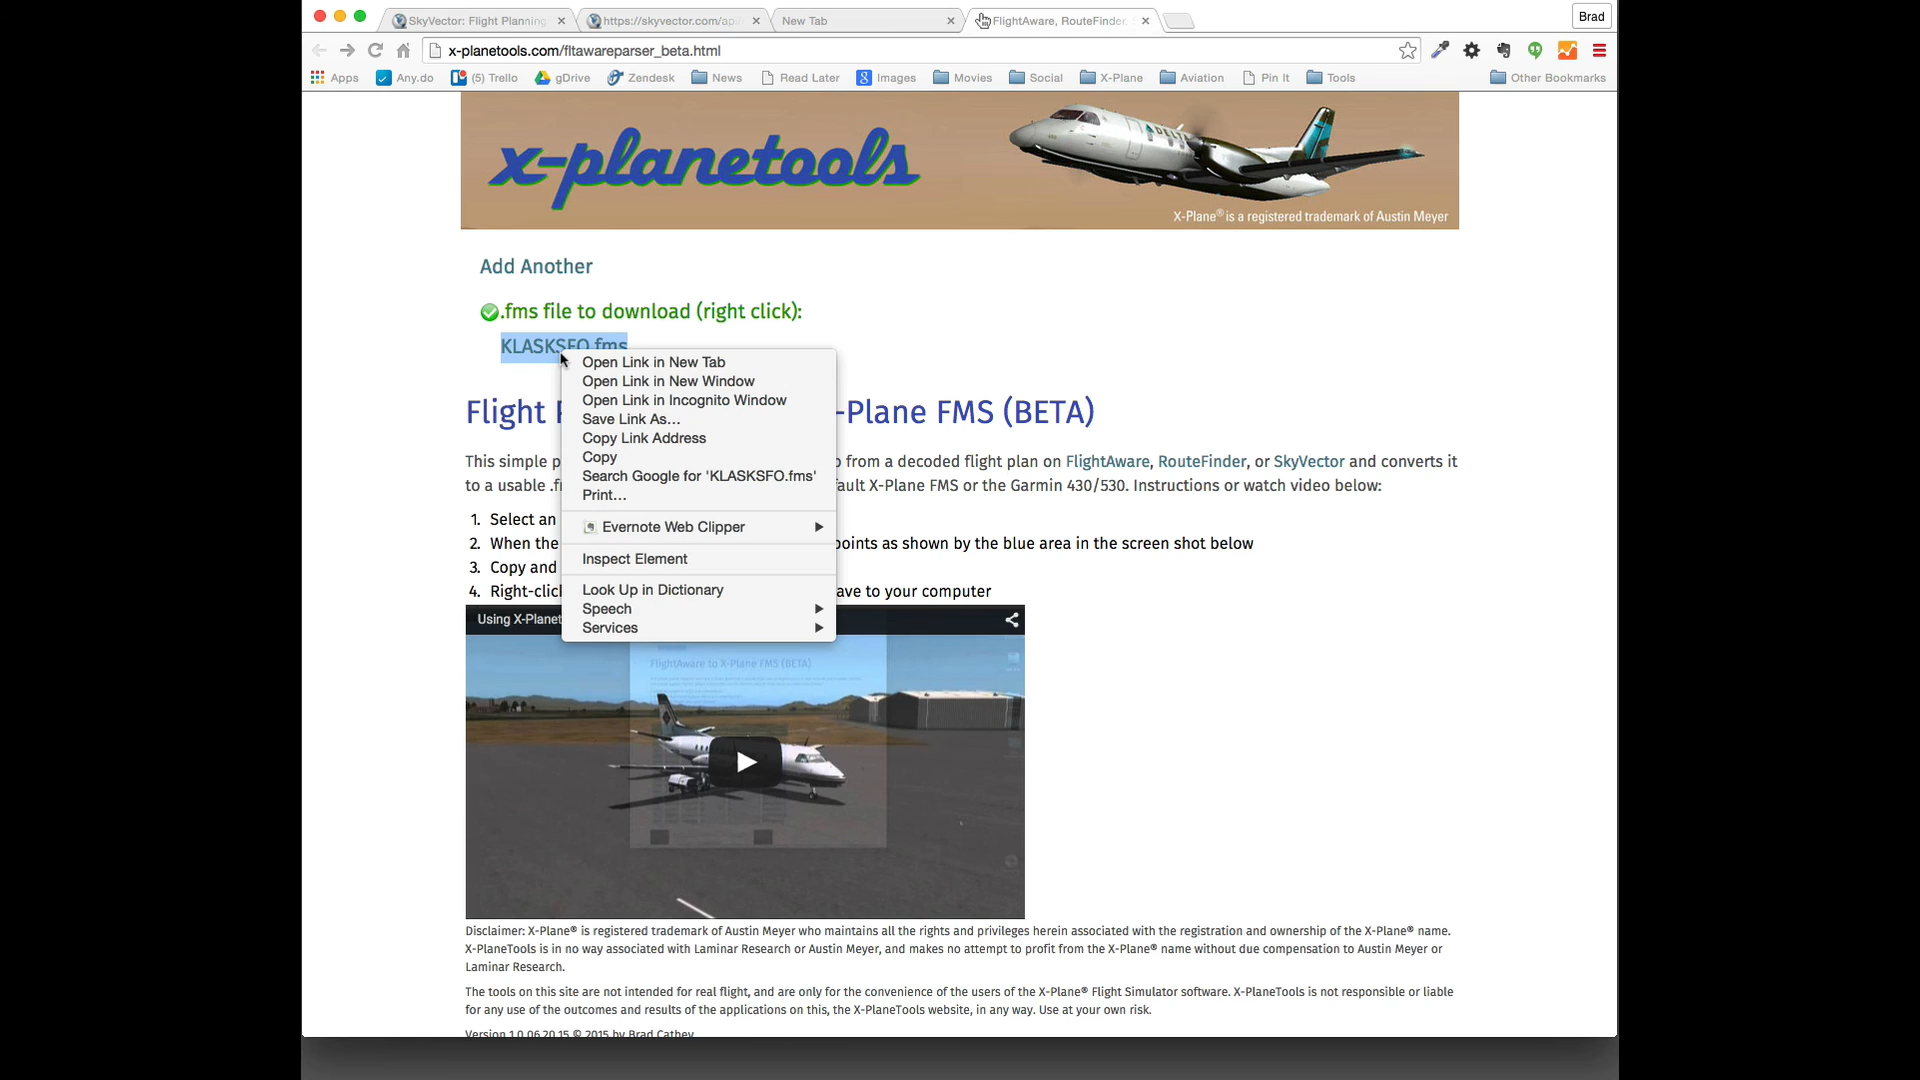 SkyVector: Flight Planning
https://skyvector.com/api/
New Tab
FlightAware, RouteFinder,
Brad
x-planetools.com/fltawareparser_beta.html
Apps
Any.do
(5) Trello
gDrive
Zendesk
News
Read Later
Images
Movies
Social
X-Plane
Aviation
Pin It
Tools
Other Bookmarks
x-planetools
DELTA
X-Plane® is a registered trademark of Austin Meyer
Add Another
.fms file to download (right click):
KLASKSFO.fms
Open Link in New Tab
Open Link in New Window
Open Link in Incognito Window
Save Link As...
Copy Link Address
Copy
Search Google for 'KLASKSFO.fms'
Print...
Evernote Web Clipper
Inspect Element
Look Up in Dictionary
Speech
Services
Flight -Plane FMS (BETA)
This simple from a decoded flight plan on FlightAware, RouteFinder, or SkyVector and converts it
to a usable X-Plane FMS or the Garmin 430/530. Instructions or watch video below:
1. Select an
2. When the points as shown by the blue area in the screen shot below
3. Copy and
4. Right-click to your computer
Using X-Planet
FlightAware to X-Plane FMS (BETA)
Disclaimer: X-Plane® is registered trademark of Austin Meyer who maintains all the rights and privileges herein associated with the registration and ownership of the X-Plane® name.
X-PlaneTools is in no way associated with Laminar Research or Austin Meyer, and makes no attempt to profit from the X-Plane® name without due compensation to Austin Meyer or
Laminar Research.
The tools on this site are not intended for real flight, and are only for the convenience of the users of the X-Plane® Flight Simulator software. X-PlaneTools is not responsible or liable
for any use of the outcomes and results of the applications on this, the X-PlaneTools website, in any way. Use at your own risk.
Version 1.0.06.20.15 © 2015 by Brad Cathey